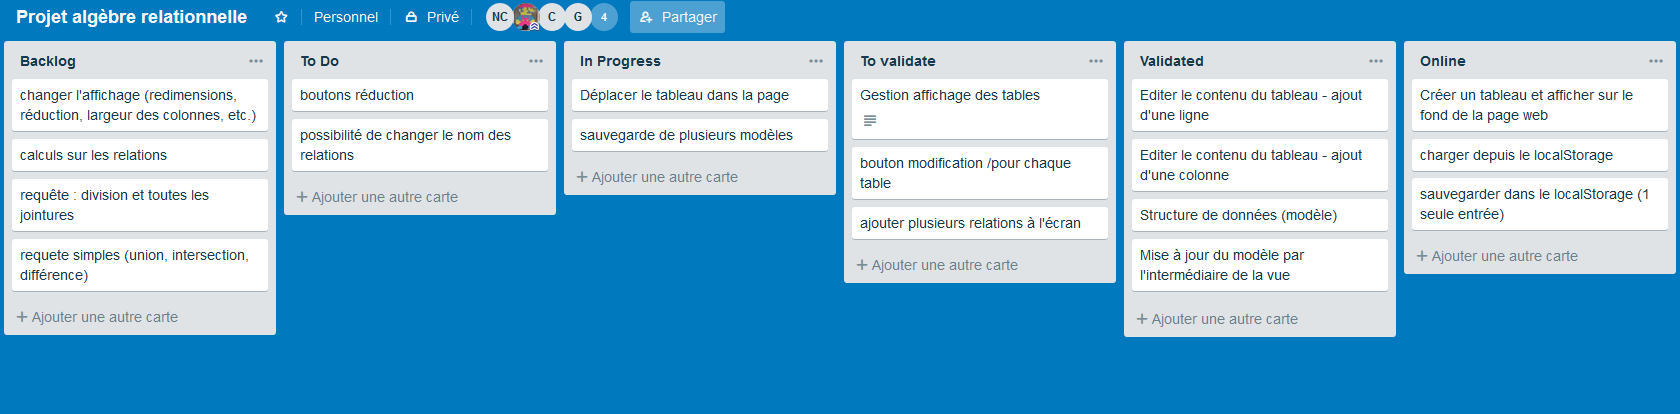 Projet algèbre relationnelle
Personnel
Privé
NC
C
G
4
Partager
Backlog
changer l'affichage (redimensions,
réduction, largeur des colonnes, etc.)
calculs sur les relations
requête : division et toutes les
jointures
requete simples (union, intersection,
différence)
+ Ajouter une autre carte
To Do
boutons réduction
possibilité de changer le nom des
relations
+ Ajouter une autre carte
In Progress
Déplacer le tableau dans la page
sauvegarde de plusieurs modèles
+ Ajouter une autre carte
To validate
Gestion affichage des tables
bouton modification /pour chaque
table
ajouter plusieurs relations à l'écran
+ Ajouter une autre carte
Validated
Editer le contenu du tableau - ajout
d'une ligne
Editer le contenu du tableau - ajout
d'une colonne
Structure de données (modèle)
Mise à jour du modèle par
l'intermédiaire de la vue
+ Ajouter une autre carte
Online
Créer un tableau et afficher sur le
fond de la page web
charger depuis le localStorage
sauvegarder dans le localStorage (1
seule entrée)
+ Ajouter une autre carte